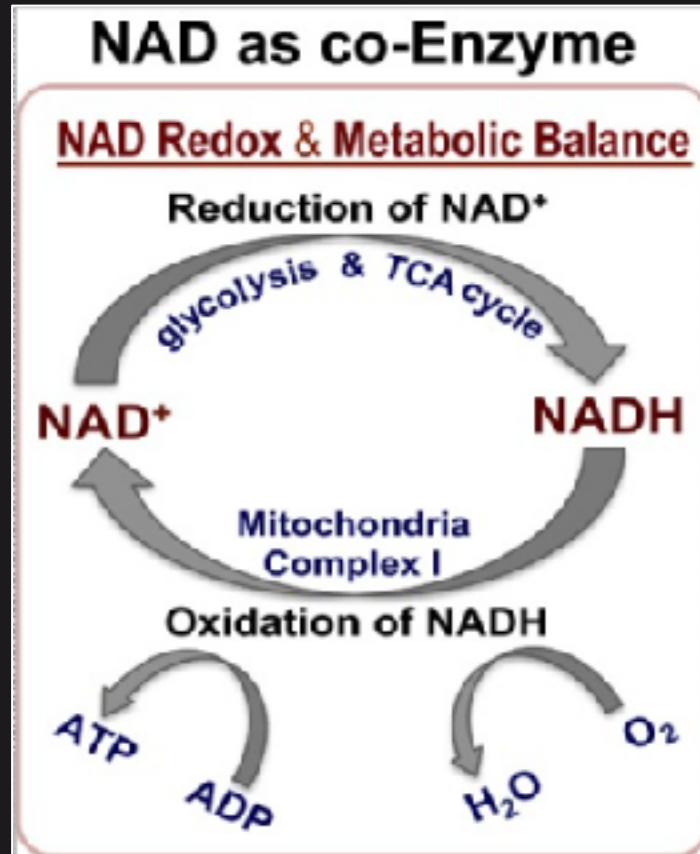 NAD as co-Enzyme
NAD Redox & Metabolic Balance
Reduction of NAD⁺
glycolysis & TCA cycle
NAD⁺
NADH
Mitochondria
Complex I
Oxidation of NADH
ATP
ADP
H₂O
O₂